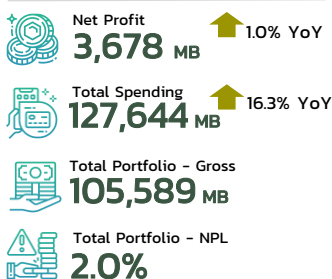 Net Profit
3,678 MB
1.0% YoY
Total Spending
127,644 MB
16.3% YoY
Total Portfolio - Gross
105,589 MB
Total Portfolio - NPL
2.0%